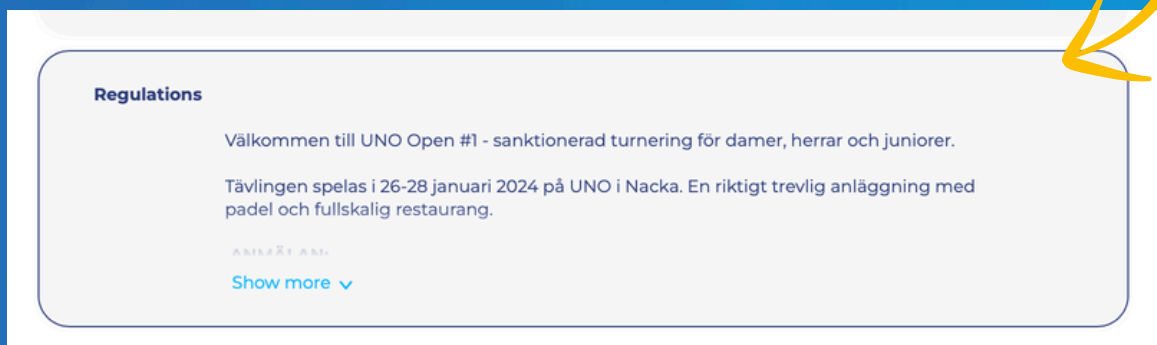 Regulations
Välkommen till UNO Open #1 - sanktionerad turnering för damer, herrar och juniorer.
Tävlingen spelas i 26-28 januari 2024 på UNO i Nacka. En riktigt trevlig anläggning med
padel och fullskalig restaurang.
ANMÄLAN:
Show more